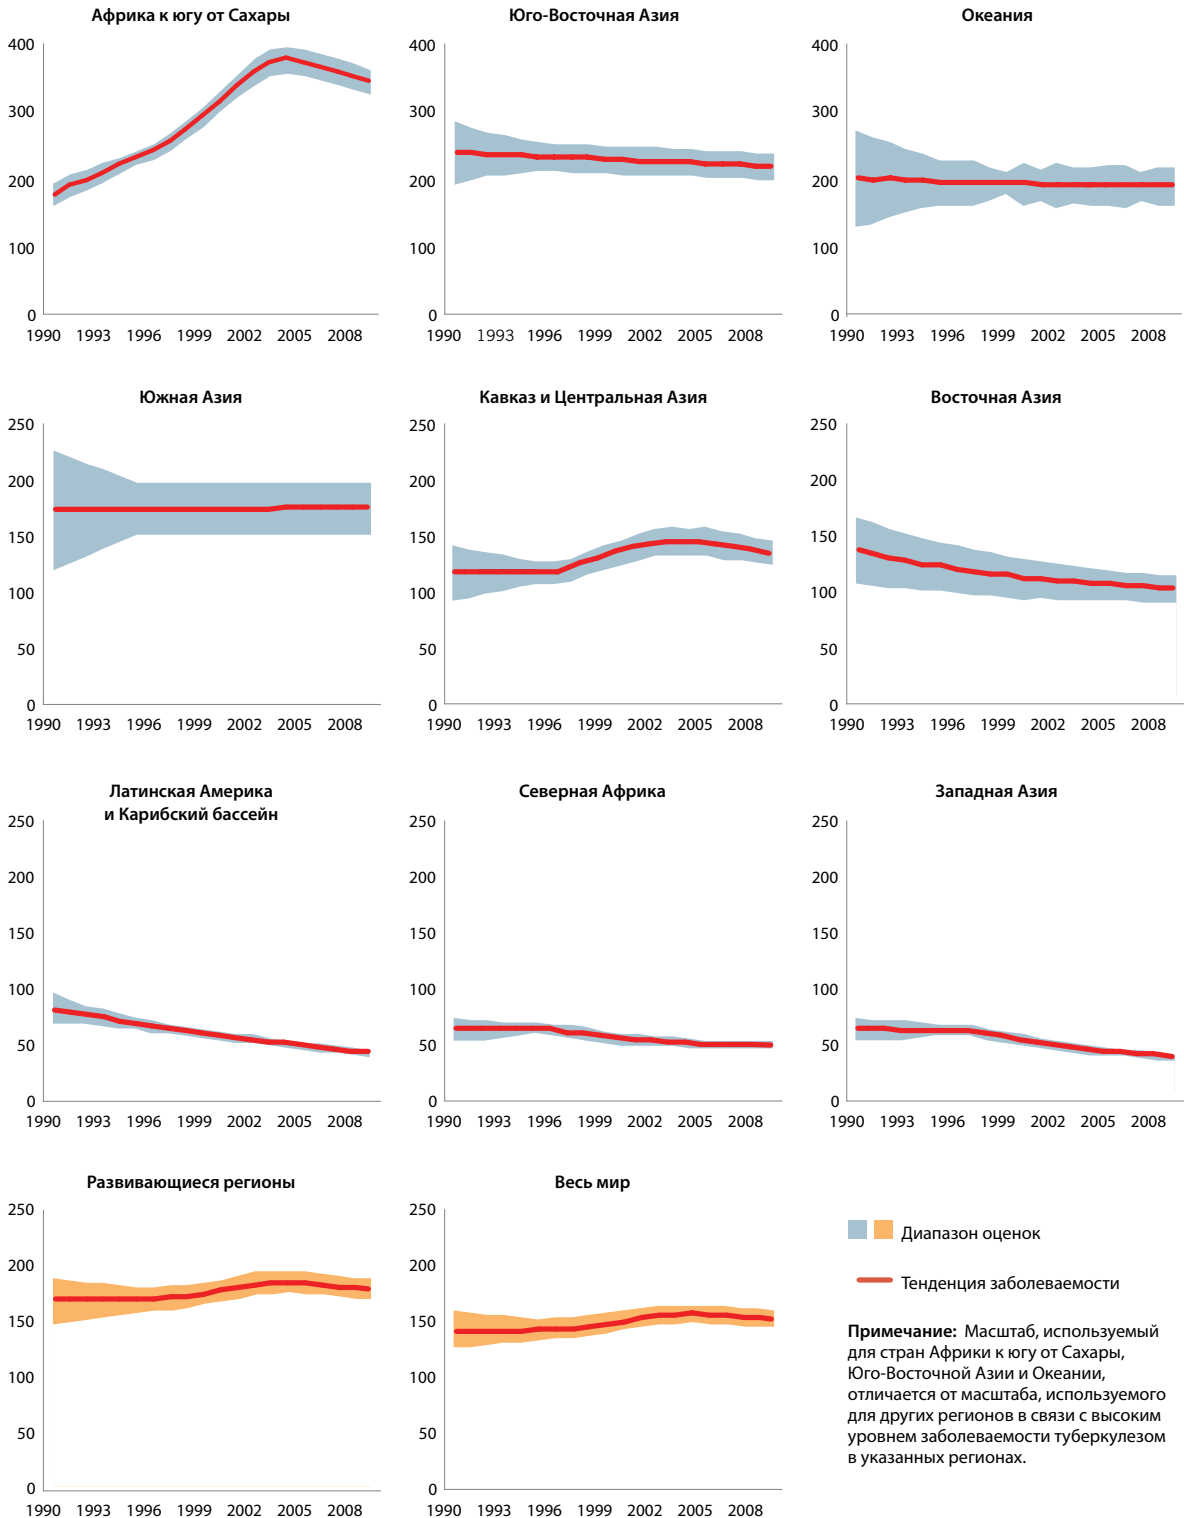 Африка к югу от Сахары
400
300
200
100
0
1990 1993 1996 1999 2002 2005 2008
Юго-Восточная Азия
400
300
200
100
0
1990 1993 1996 1999 2002 2005 2008
Океания
400
300
200
100
0
1990 1993 1996 1999 2002 2005 2008
Южная Азия
250
200
150
100
50
0
1990 1993 1996 1999 2002 2005 2008
Кавказ и Центральная Азия
250
200
150
100
50
0
1990 1993 1996 1999 2002 2005 2008
Восточная Азия
250
200
150
100
50
0
1990 1993 1996 1999 2002 2005 2008
Латинская Америка
и Карибский бассейн
250
200
150
100
50
0
1990 1993 1996 1999 2002 2005 2008
Северная Африка
250
200
150
100
50
0
1990 1993 1996 1999 2002 2005 2008
Западная Азия
250
200
150
100
50
0
1990 1993 1996 1999 2002 2005 2008
Развивающиеся регионы
250
200
150
100
50
0
1990 1993 1996 1999 2002 2005 2008
Весь мир
250
200
150
100
50
0
1990 1993 1996 1999 2002 2005 2008
Диапазон оценок
Тенденция заболеваемости
Примечание: Масштаб, используемый
для стран Африки к югу от Сахары,
Юго-Восточной Азии и Океании,
отличается от масштаба, используемого
для других регионов в связи с высоким
уровнем заболеваемости туберкулезом
в указанных регионах.